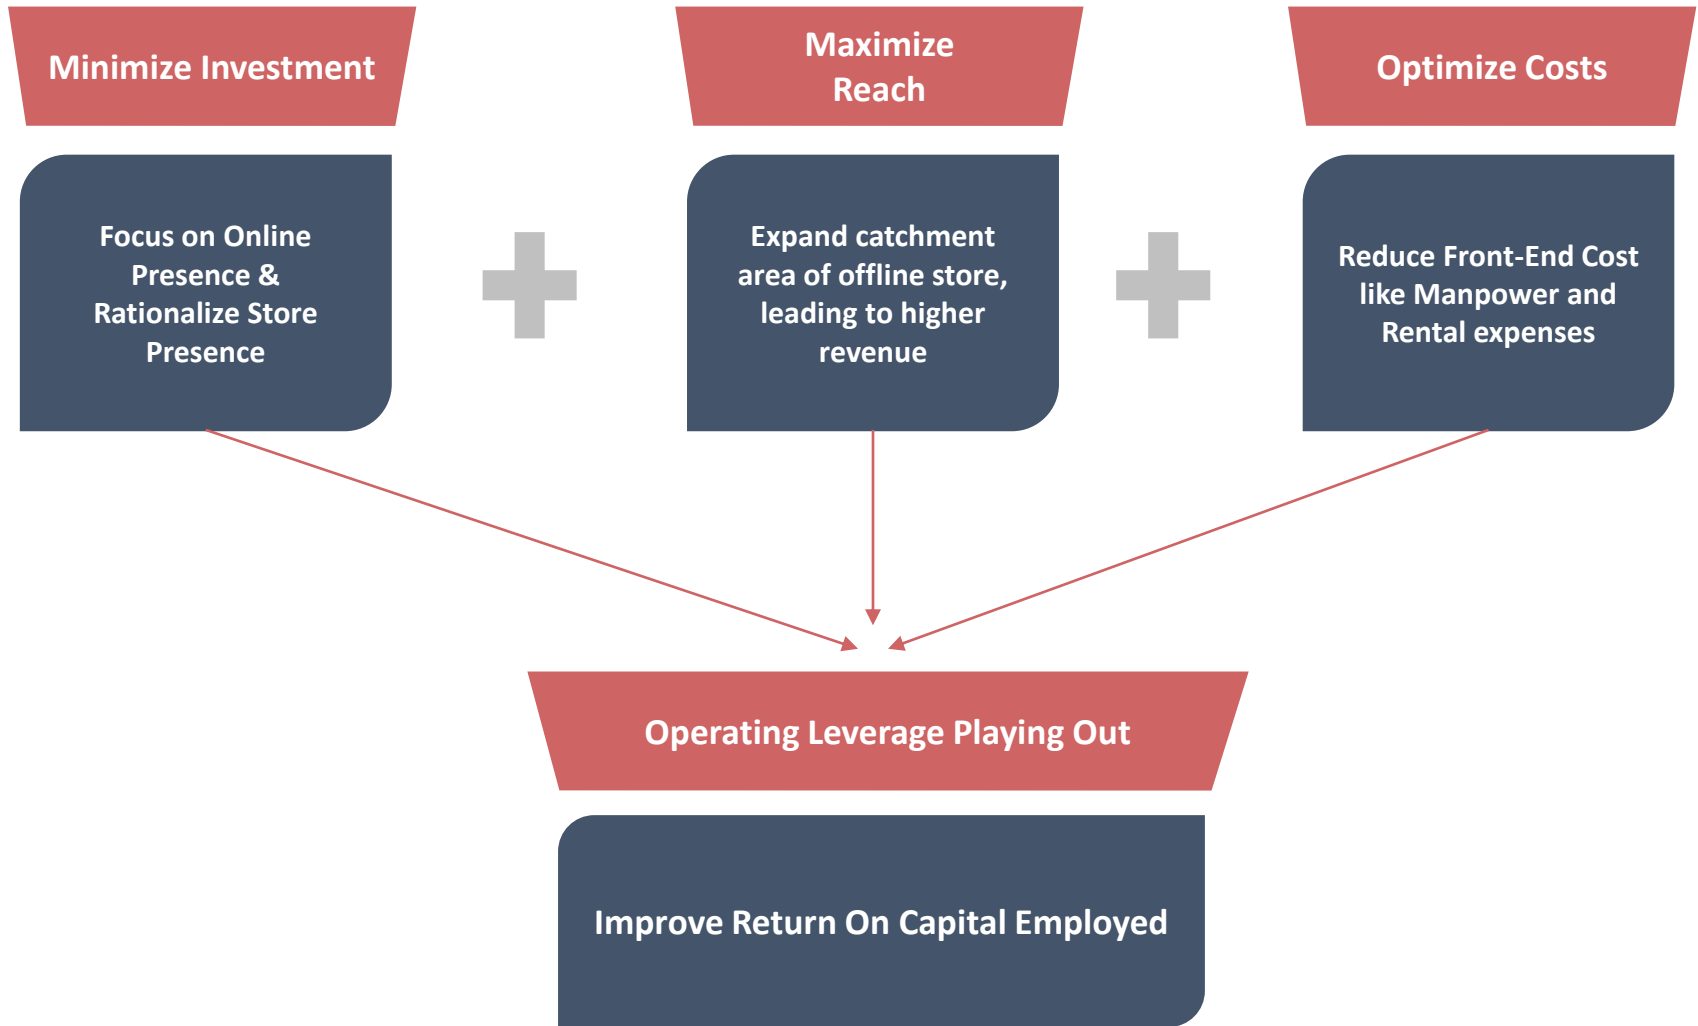 Minimize Investment
Maximize
Reach
Optimize Costs
Focus on Online
Presence &
Rationalize Store
Presence
Expand catchment
area of offline store,
leading to higher
revenue
Reduce Front-End Cost
like Manpower and
Rental expenses
Operating Leverage Playing Out
Improve Return On Capital Employed